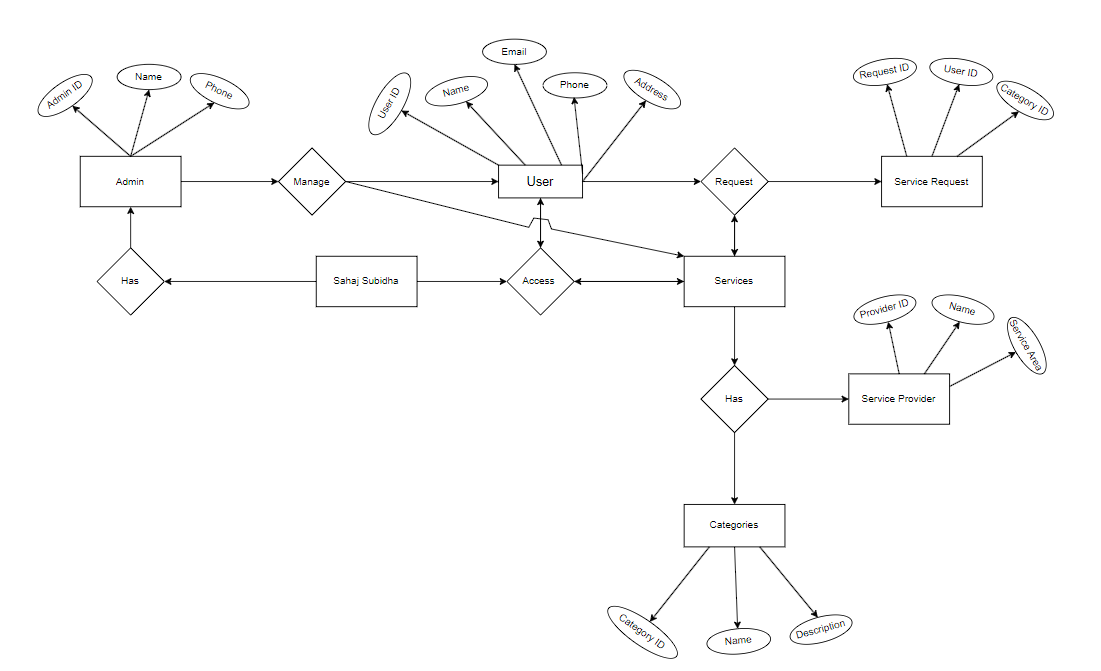 Email
Request ID
User ID
Category ID
Admin ID
Name
Phone
User ID
Name
Phone
Address
Admin
Manage
User
Request
Service Request
Has
Sahaj Subidha
Access
Services
Provider ID
Name
Service Area
Has
Service Provider
Categories
Category ID
Name
Description